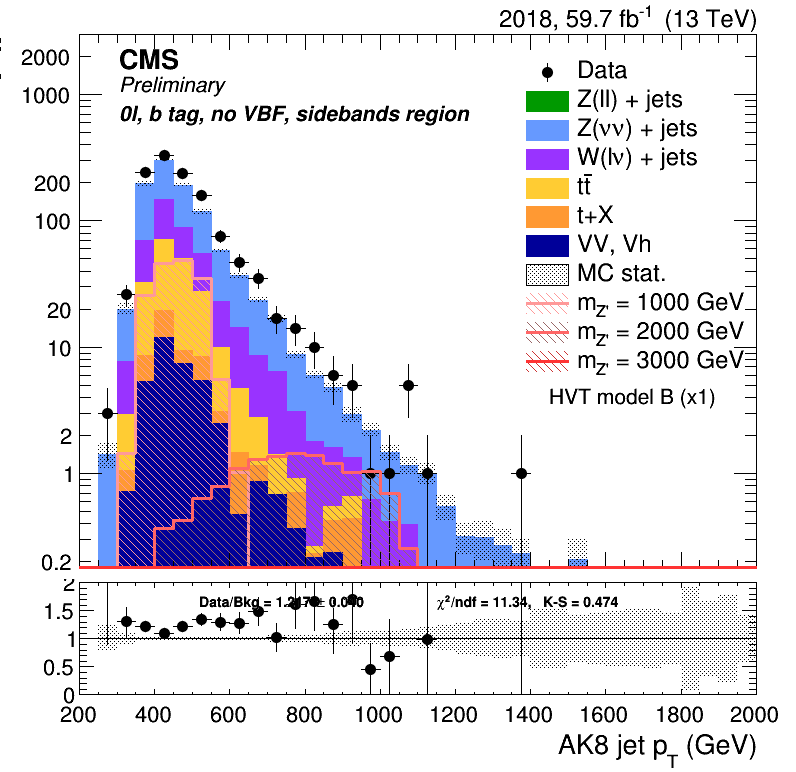 2018, 59.7 fb⁻¹ (13 TeV)
CMS
Preliminary
0l, b tag, no VBF, sidebands region
Data
Z(ll) + jets
Z(νν) + jets
W(lν) + jets
tt̄
t+X
VV, Vh
MC stat.
m_Z' = 1000 GeV
m_Z' = 2000 GeV
m_Z' = 3000 GeV
HVT model B (x1)
2000
1000
200
100
20
10
2
1
0.2
Data/Bkg = ± 0.040
χ²/ndf = 11.34, K-S = 0.474
2
1.5
1
0.5
0
200 400 600 800 1000 1200 1400 1600 1800 2000
AK8 jet p_T (GeV)